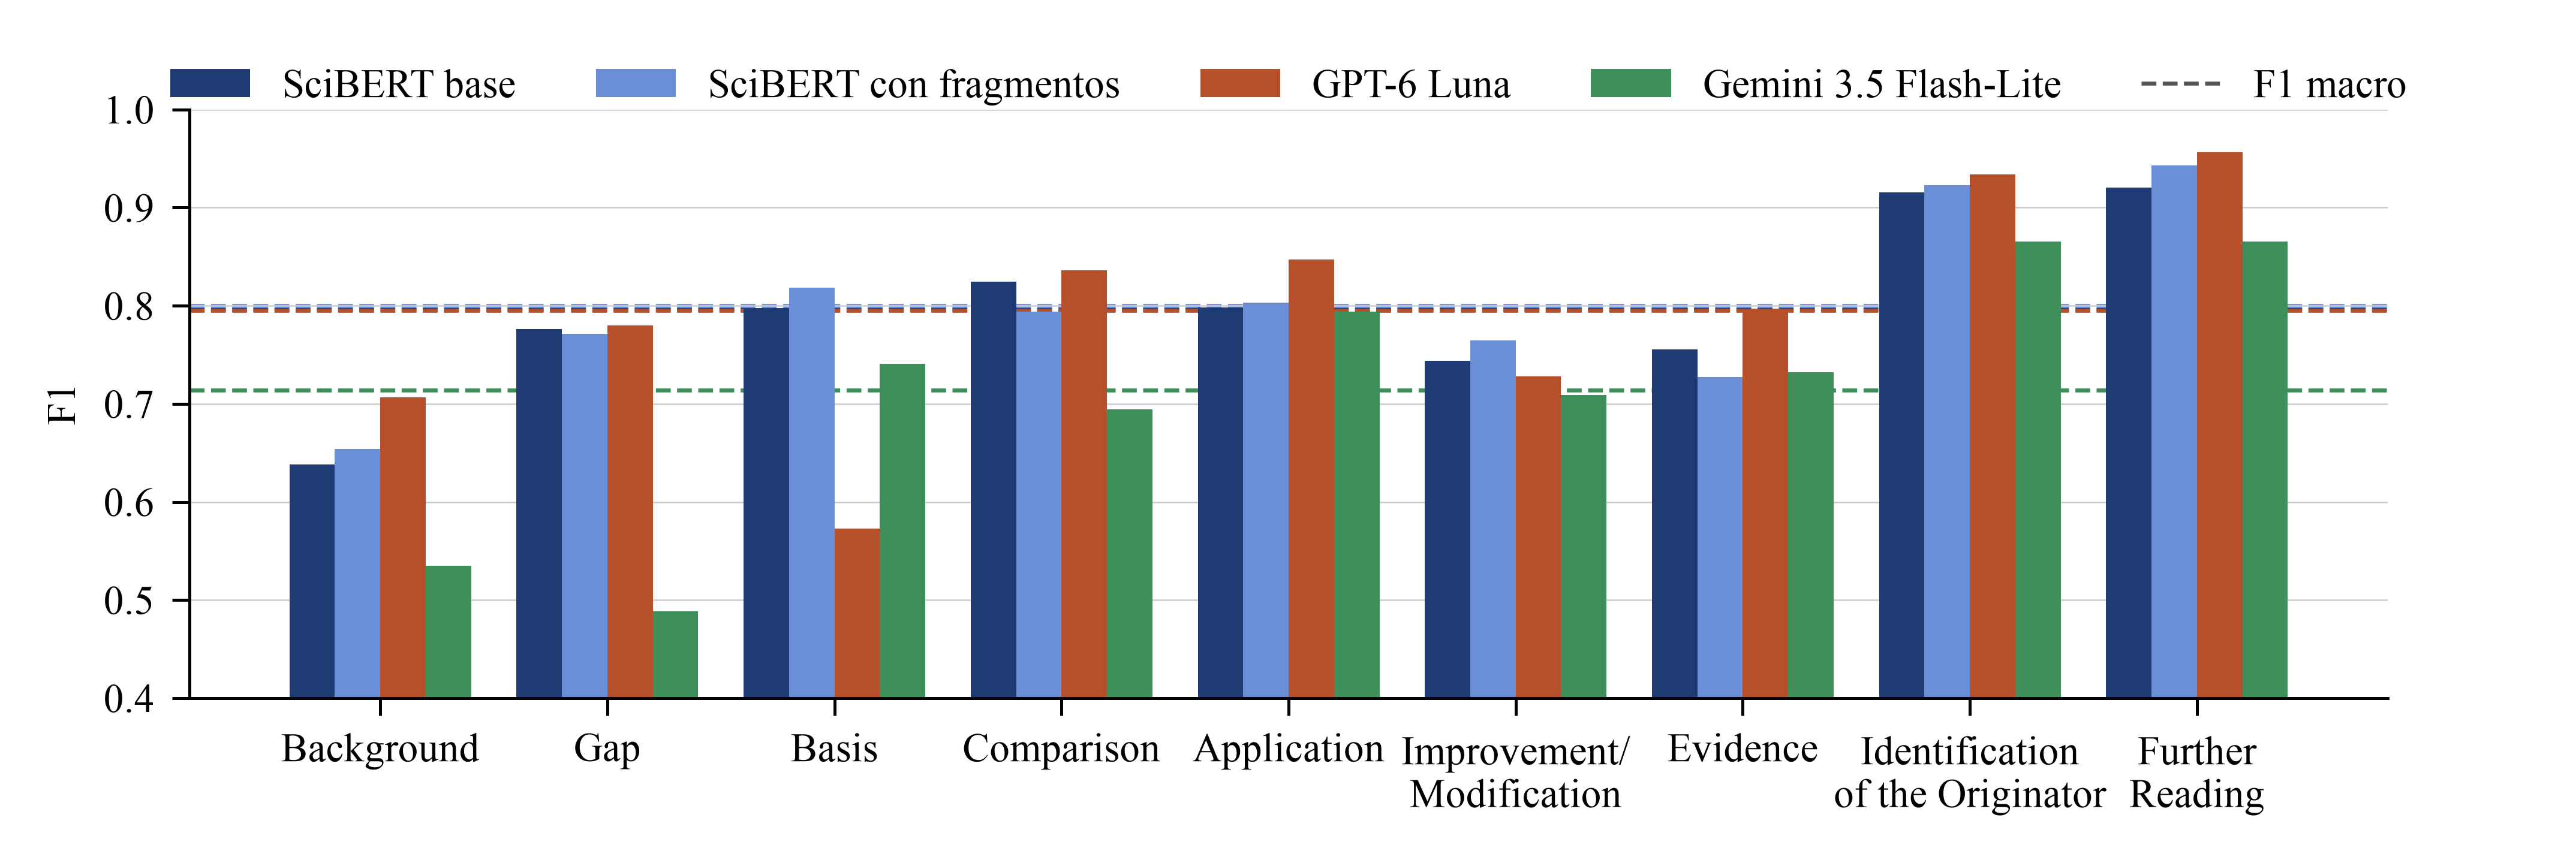 SciBERT base SciBERT con fragmentos GPT-6 Luna Gemini 3.5 Flash-Lite F1 macro
1.0
0.9
0.8
0.7
0.6
0.5
0.4
F1
Background Gap Basis Comparison Application Improvement/ Evidence Identification Further
Modification of the Originator Reading